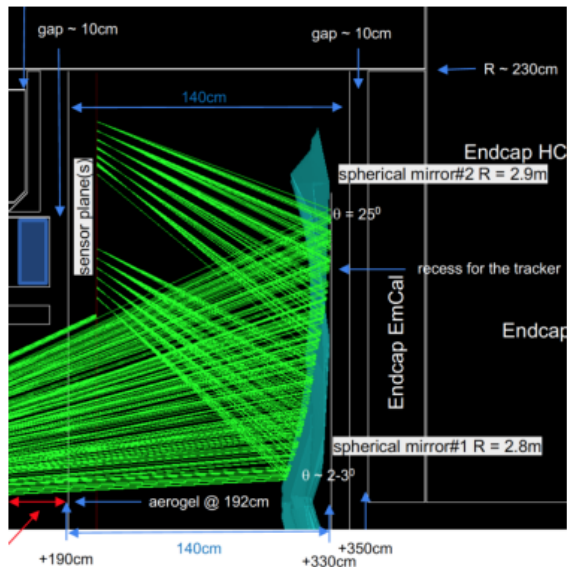 gap ~ 10cm
gap ~ 10cm
R ~ 230cm
140cm
Endcap HC
spherical mirror#2 R = 2.9m
sensor plane(s)
θ = 25⁰
recess for the tracker
Endcap EmCal
Endcap
spherical mirror#1 R = 2.8m
θ ~ 2-3⁰
aerogel @ 192cm
+190cm
140cm
+330cm
+350cm